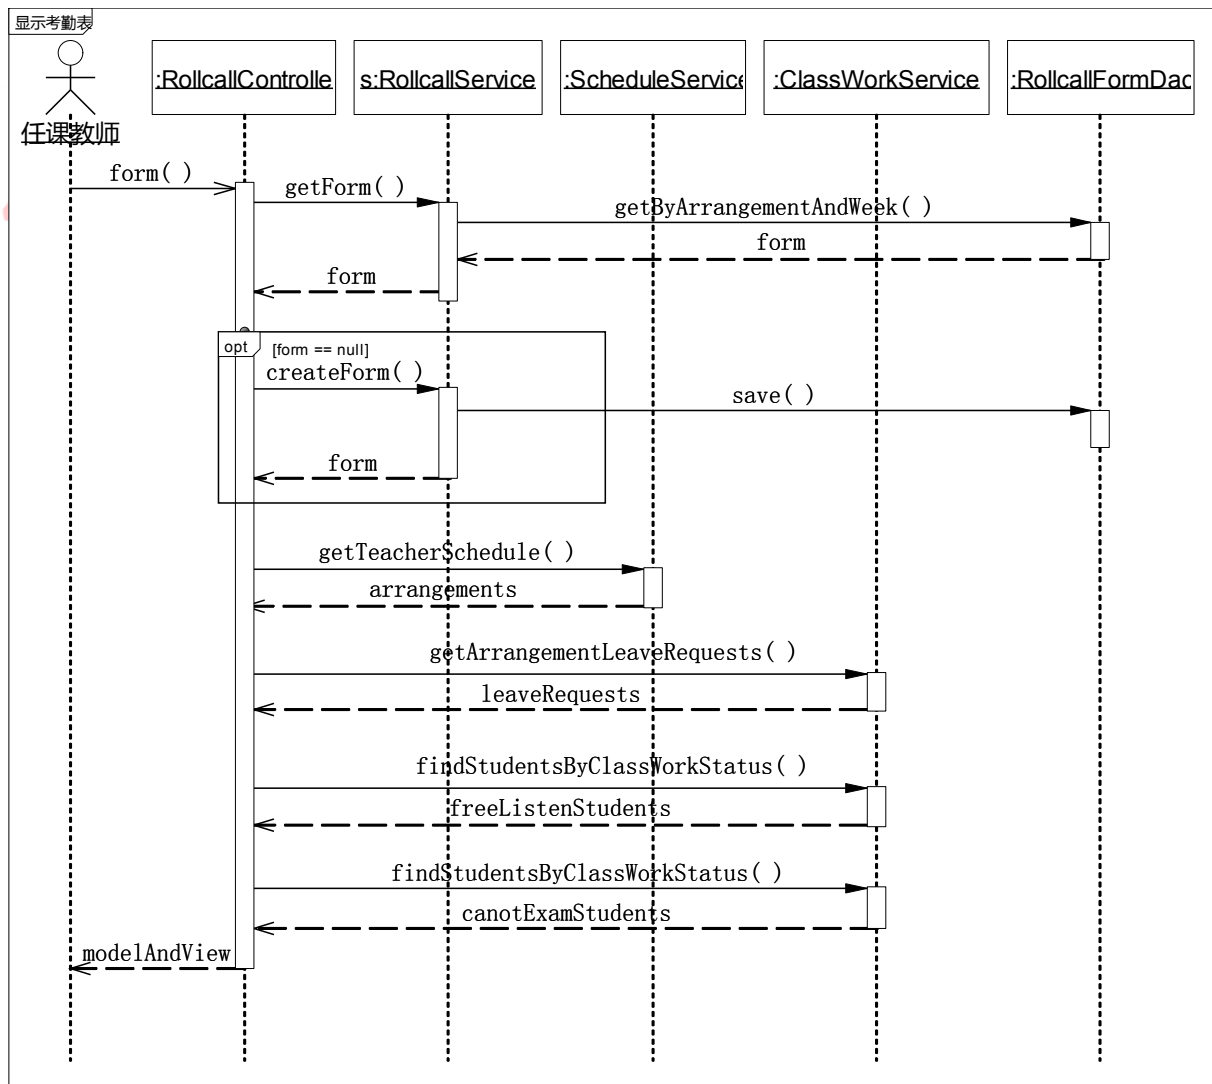 显示考勤表
:RollcallControlle
s:RollcallService
:ScheduleService
:ClassWorkService
:RollcallFormDao
任课教师
form( )
getForm( )
getByArrangementAndWeek( )
form
form
opt
[form == null]
createForm( )
save( )
form
getTeacherSchedule( )
arrangements
getArrangementLeaveRequests( )
leaveRequests
findStudentsByClassWorkStatus( )
freeListenStudents
findStudentsByClassWorkStatus( )
canotExamStudents
modelAndView